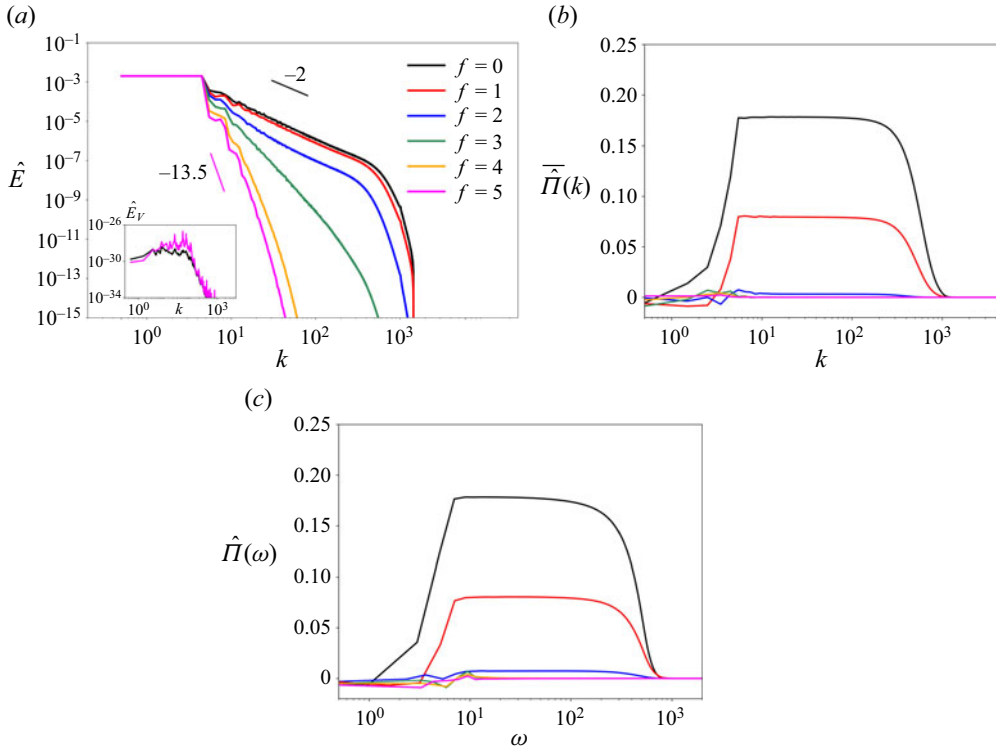 (a)
10^{-1}
10^{-3}
10^{-5}
10^{-7}
10^{-9}
10^{-11}
10^{-13}
10^{-15}
Ê
–2
–13.5
f = 0
f = 1
f = 2
f = 3
f = 4
f = 5
10^{-26}
10^{-30}
10^{-34}
Ê_V
10^0
k
10^3
10^0
10^1
10^2
10^3
k
(b)
0.25
0.20
0.15
0.10
0.05
0
\overline{\hat{Π}}(k)
10^0
10^1
10^2
10^3
k
(c)
0.25
0.20
0.15
0.10
0.05
0
\hat{Π}(ω)
10^0
10^1
10^2
10^3
ω